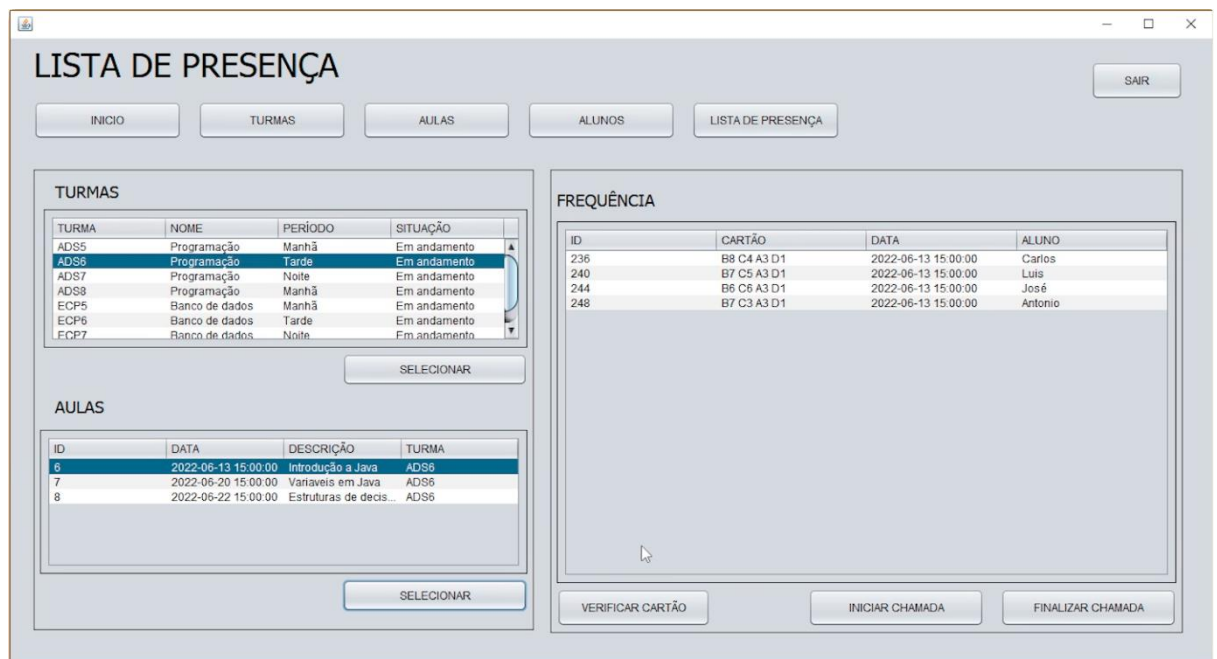 LISTA DE PRESENÇA
SAIR
INICIO TURMAS AULAS ALUNOS LISTA DE PRESENÇA
TURMAS
TURMA NOME PERÍODO SITUAÇÃO
ADS5 Programação Manhã Em andamento
ADS6 Programação Tarde Em andamento
ADS7 Programação Noite Em andamento
ADS8 Programação Manhã Em andamento
ECP5 Banco de dados Manhã Em andamento
ECP6 Banco de dados Tarde Em andamento
ECP7 Banco de dados Noite Em andamento
SELECIONAR
AULAS
ID DATA DESCRIÇÃO TURMA
6 2022-06-13 15:00:00 Introdução a Java ADS6
7 2022-06-20 15:00:00 Variaveis em Java ADS6
8 2022-06-22 15:00:00 Estruturas de decis... ADS6
SELECIONAR
FREQUÊNCIA
ID CARTÃO DATA ALUNO
236 B8 C4 A3 D1 2022-06-13 15:00:00 Carlos
240 B7 C5 A3 D1 2022-06-13 15:00:00 Luis
244 B6 C6 A3 D1 2022-06-13 15:00:00 José
248 B7 C3 A3 D1 2022-06-13 15:00:00 Antonio
VERIFICAR CARTÃO INICIAR CHAMADA FINALIZAR CHAMADA